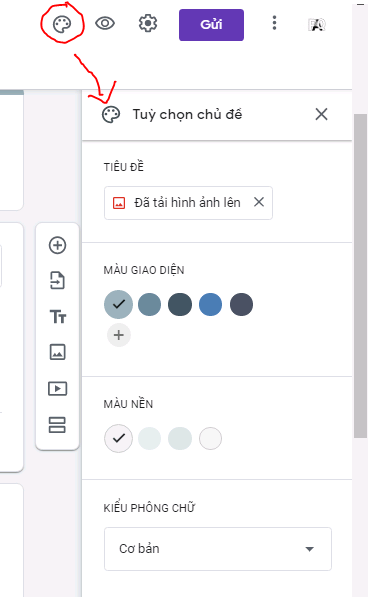 Gửi
Tuỳ chọn chủ đề
TIÊU ĐỀ
Đã tải hình ảnh lên
MÀU GIAO DIỆN
Tт
MÀU NỀN
KIỂU PHÔNG CHỮ
Cơ bản